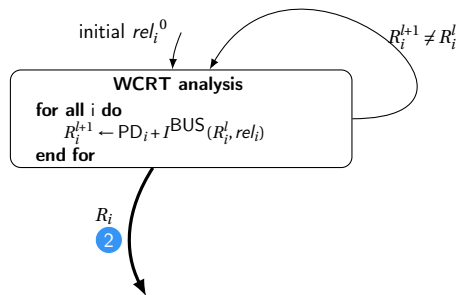 initial rel_i^0
R_i^{l+1} ≠ R_i^l
WCRT analysis
for all i do
R_i^{l+1} ← PD_i + I^{BUS}(R_i^l, rel_i)
end for
R_i
2